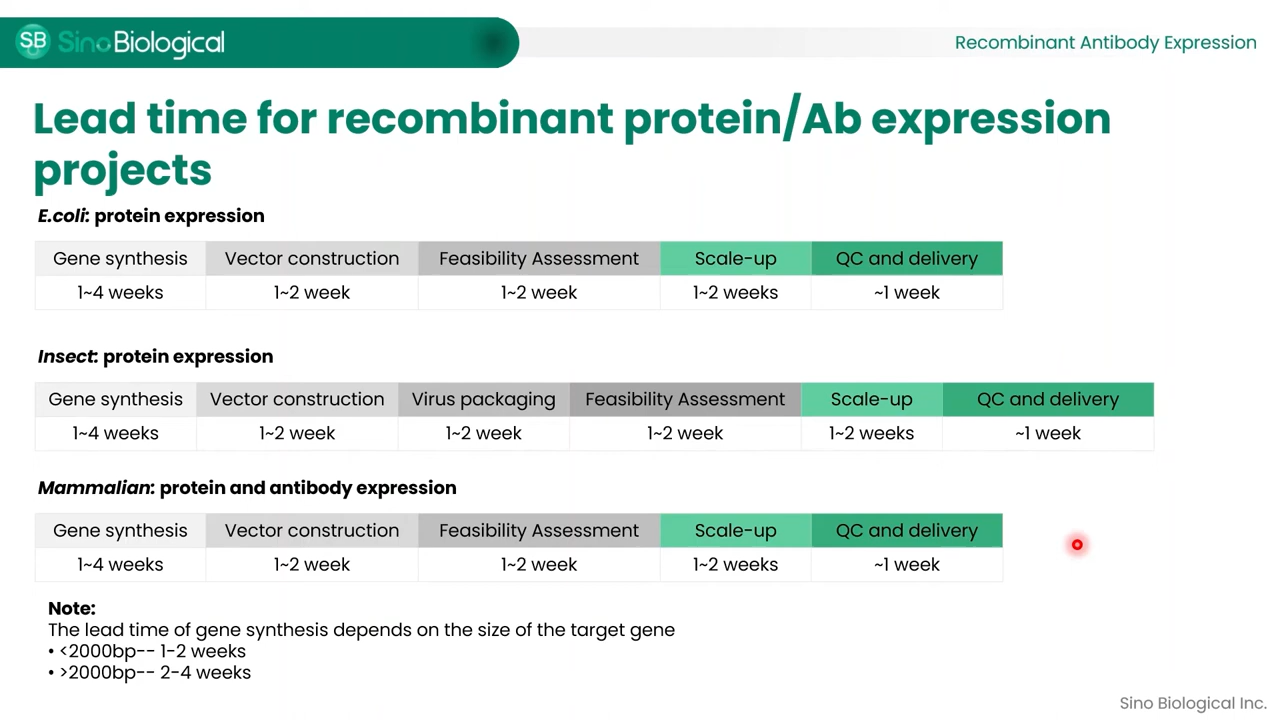 SB SinoBiological
Recombinant Antibody Expression
Lead time for recombinant protein/Ab expression
projects
E.coli: protein expression
Gene synthesis Vector construction Feasibility Assessment Scale-up QC and delivery
1~4 weeks 1~2 week 1~2 week 1~2 weeks ~1 week
Insect: protein expression
Gene synthesis Vector construction Virus packaging Feasibility Assessment Scale-up QC and delivery
1~4 weeks 1~2 week 1~2 week 1~2 week 1~2 weeks ~1 week
Mammalian: protein and antibody expression
Gene synthesis Vector construction Feasibility Assessment Scale-up QC and delivery
1~4 weeks 1~2 week 1~2 week 1~2 weeks ~1 week
Note:
The lead time of gene synthesis depends on the size of the target gene
• <2000bp-- 1-2 weeks
• >2000bp-- 2-4 weeks
Sino Biological Inc.